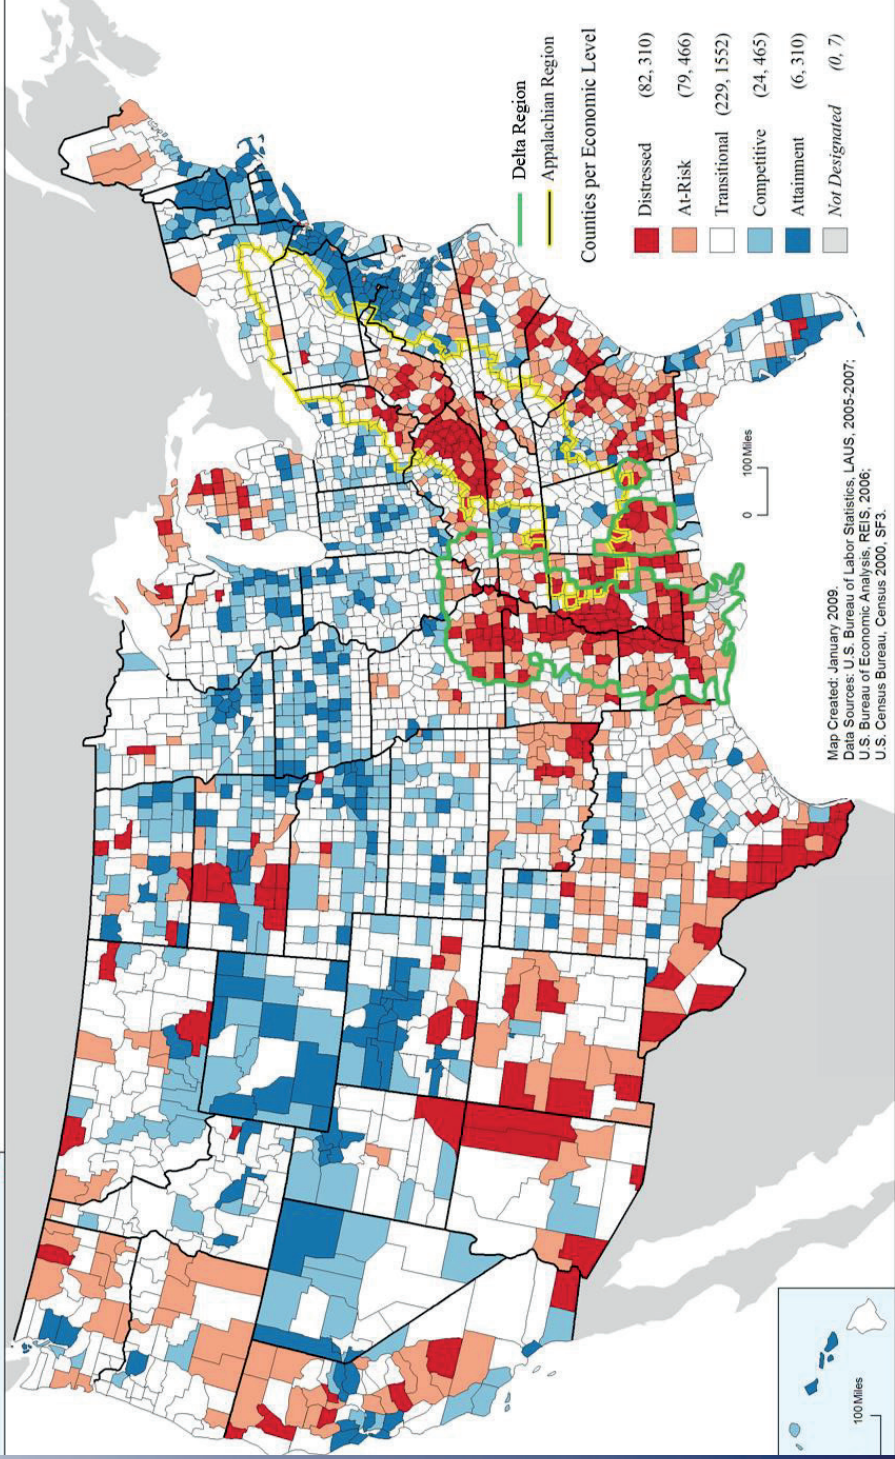 Delta Region
Appalachian Region
Counties per Economic Level
Distressed (82, 310)
At-Risk (79, 466)
Transitional (229, 1552)
Competitive (24, 465)
Attainment (6, 310)
Not Designated (0, 7)
0 100 Miles
Map Created: January 2009.
Data Sources: U.S. Bureau of Labor Statistics, LAUS, 2005-2007;
U.S. Bureau of Economic Analysis, REIS, 2006;
U.S. Census Bureau, Census 2000, SF3.
100 Miles